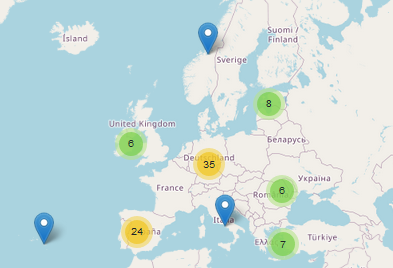 Ísland
Suomi /
Finland
Sverige
8
United Kingdom
6
Беларусь
Deutschland
35
Україна
France
Rom
6
Italia
24
aña
Ελλ
7
Türkiye